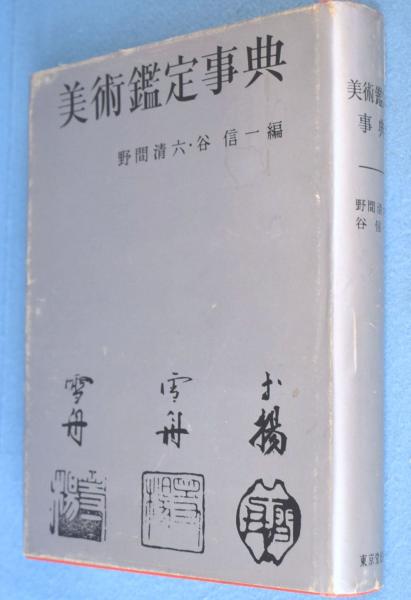 美術鑑定事典
野間清六・谷 信一編
雪舟
雪舟
等楊
美術鑑
事典
野間清
谷 信
東京堂